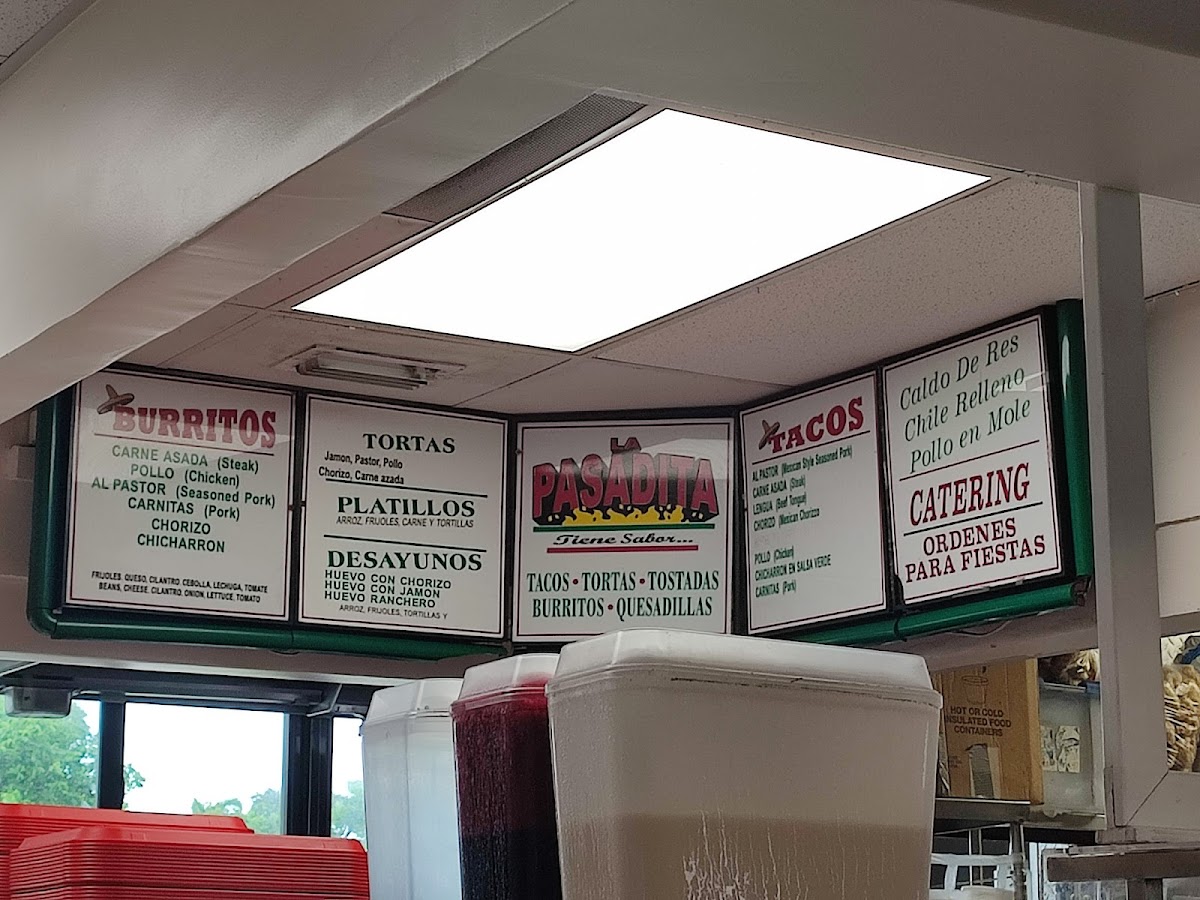 BURRITOS
CARNE ASADA (Steak)
POLLO (Chicken)
AL PASTOR (Seasoned Pork)
CARNITAS (Pork)
CHORIZO
CHICHARRON
FRIJOLES, QUESO, CILANTRO, CEBOLLA, LECHUGA, TOMATE
BEANS, CHEESE, CILANTRO, ONION, LETTUCE, TOMATO
TORTAS
Jamon, Pastor, Pollo
Chorizo, Carne azada
PLATILLOS
ARROZ, FRIJOLES, CARNE Y TORTILLAS
DESAYUNOS
HUEVO CON CHORIZO
HUEVO CON JAMON
HUEVO RANCHERO
ARROZ, FRIJOLES, TORTILLAS Y
LA
PASADITA
Tiene Sabor...
TACOS • TORTAS • TOSTADAS
BURRITOS • QUESADILLAS
TACOS
AL PASTOR (Mexican Style Seasoned Pork)
CARNE ASADA (Steak)
LENGUA (Beef Tongue)
CHORIZO (Mexican Chorizo
POLLO (Chicken)
CHICHARRON EN SALSA VERDE
CARNITAS (Pork)
Caldo De Res
Chile Relleno
Pollo en Mole
CATERING
ORDENES
PARA FIESTAS
HOT OR COLD
INSULATED FOOD
CONTAINERS